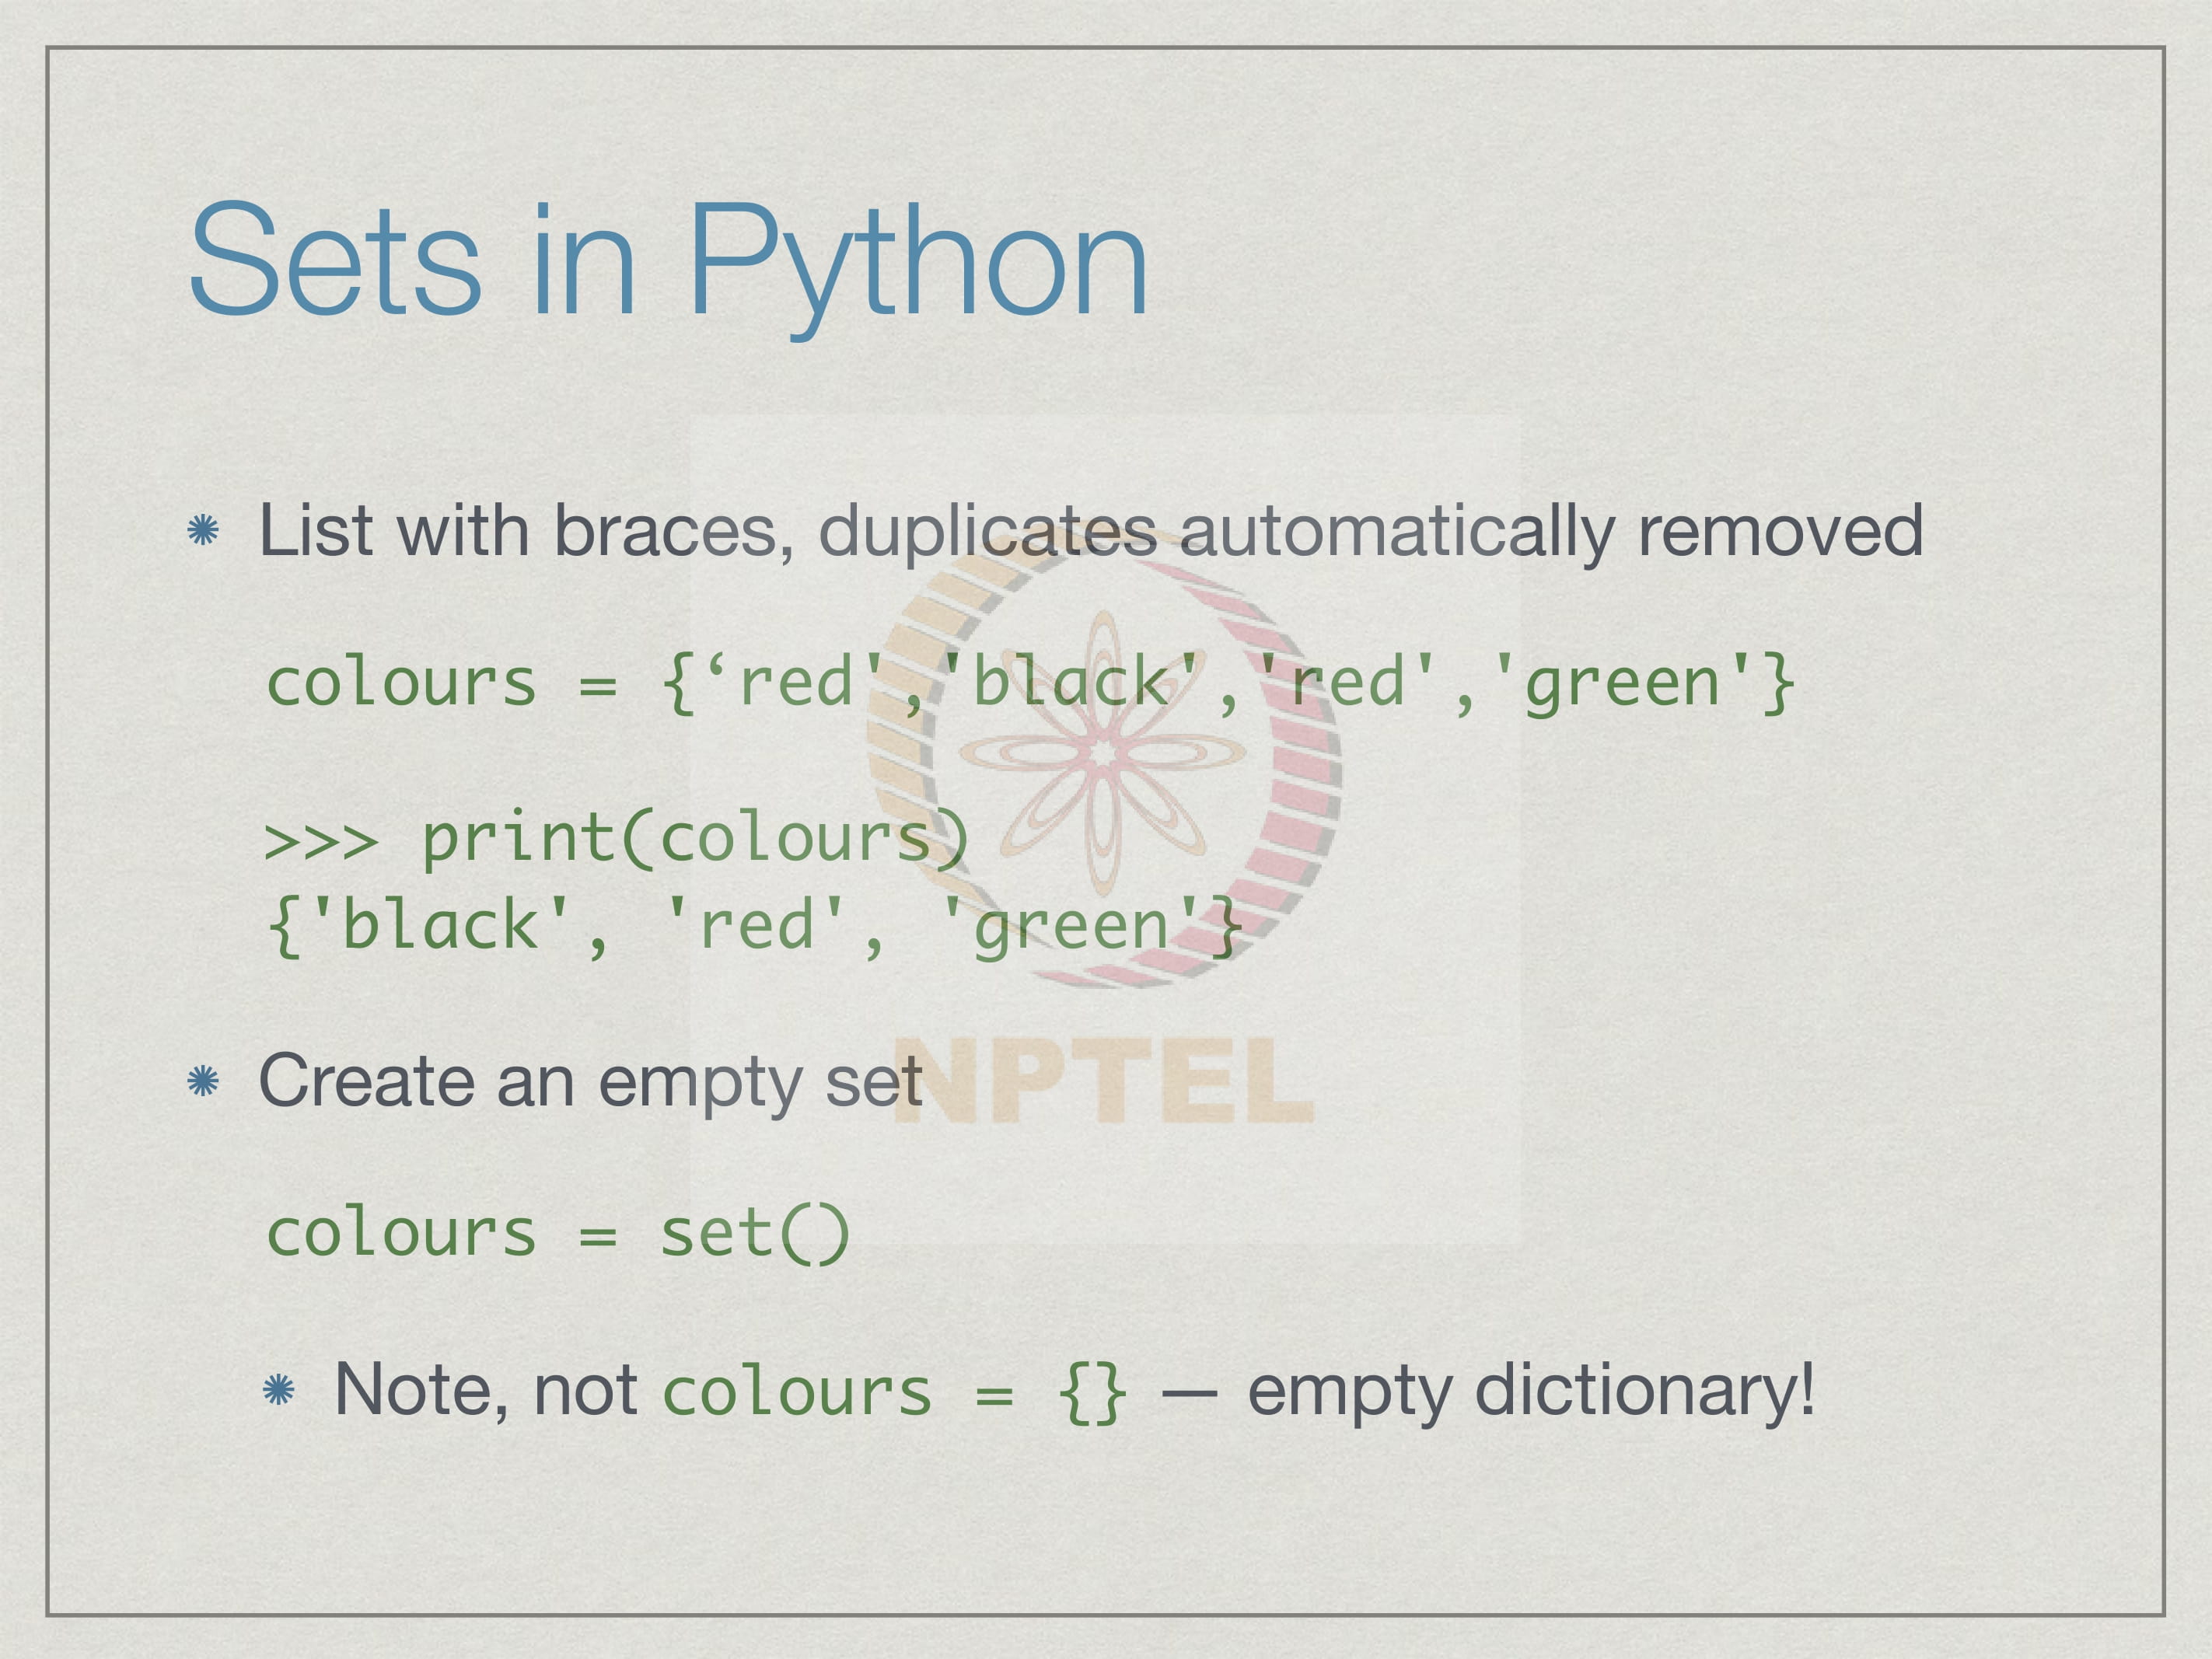 Sets in Python
List with braces, duplicates automatically removed
colours = {‘red','black','red','green'}
>>> print(colours)
{'black', 'red', 'green'}
NPTEL
Create an empty set
colours = set()
Note, not colours = {} — empty dictionary!